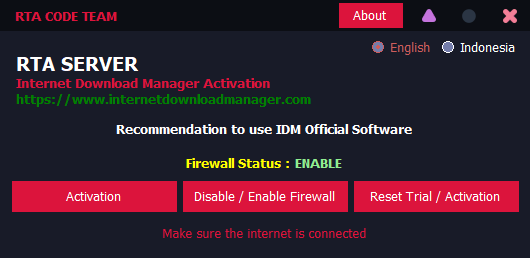 RTA CODE TEAM
About
English
Indonesia
RTA SERVER
Internet Download Manager Activation
https://www.internetdownloadmanager.com
Recommendation to use IDM Official Software
Firewall Status : ENABLE
Activation
Disable / Enable Firewall
Reset Trial / Activation
Make sure the internet is connected